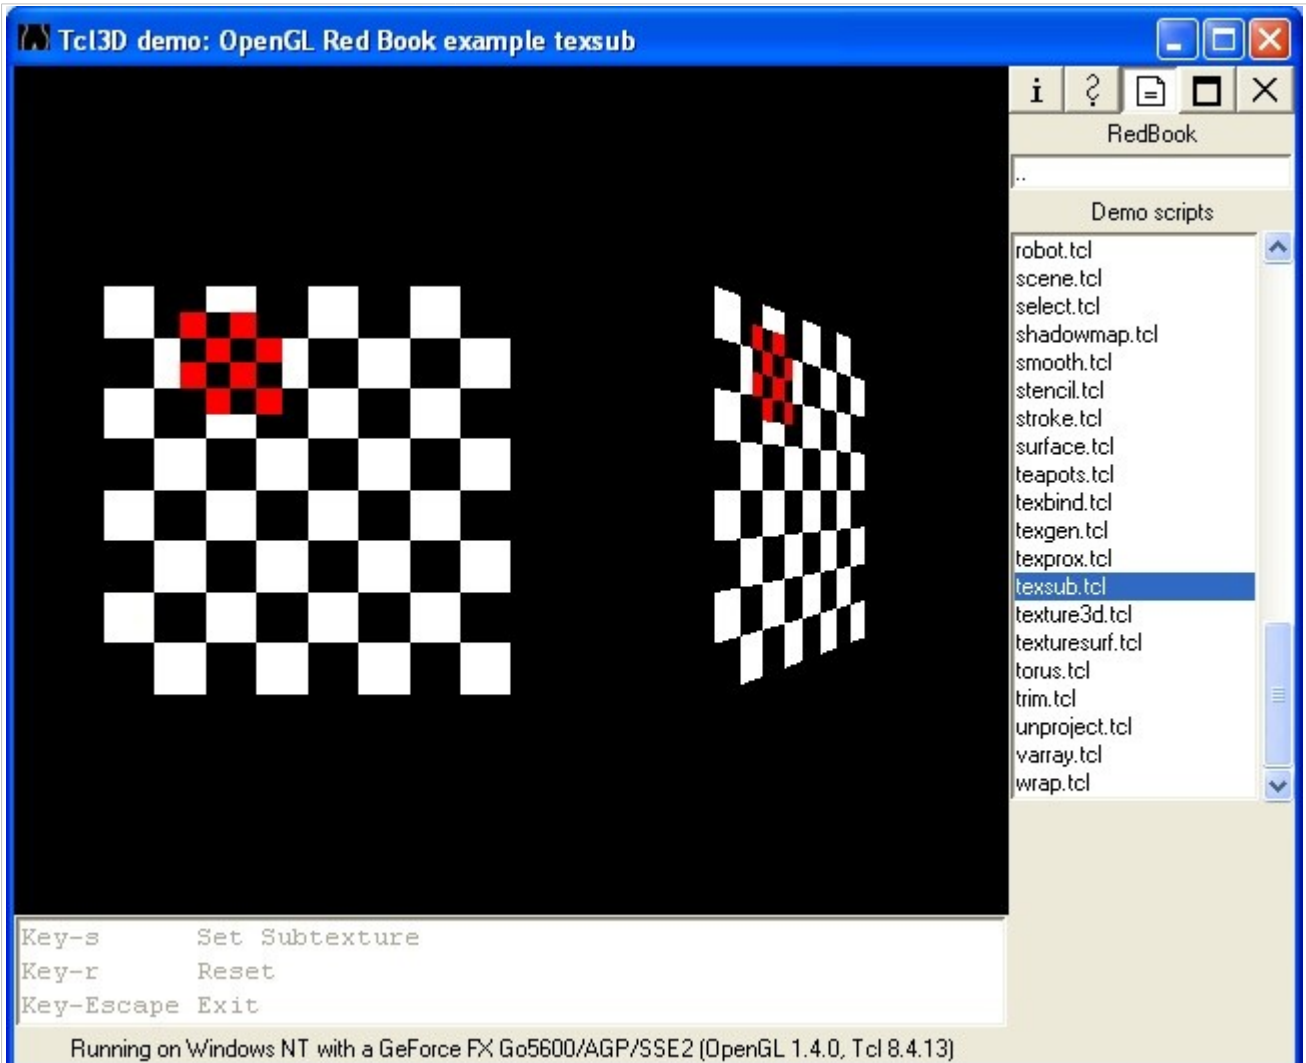 Tcl3D demo: OpenGL Red Book example texsub
i ?
RedBook
..
Demo scripts
robot.tcl
scene.tcl
select.tcl
shadowmap.tcl
smooth.tcl
stencil.tcl
stroke.tcl
surface.tcl
teapots.tcl
texbind.tcl
texgen.tcl
texprox.tcl
texsub.tcl
texture3d.tcl
texturesurf.tcl
torus.tcl
trim.tcl
unproject.tcl
varray.tcl
wrap.tcl
Key-s Set Subtexture
Key-r Reset
Key-Escape Exit
Running on Windows NT with a GeForce FX Go5600/AGP/SSE2 (OpenGL 1.4.0, Tcl 8.4.13)